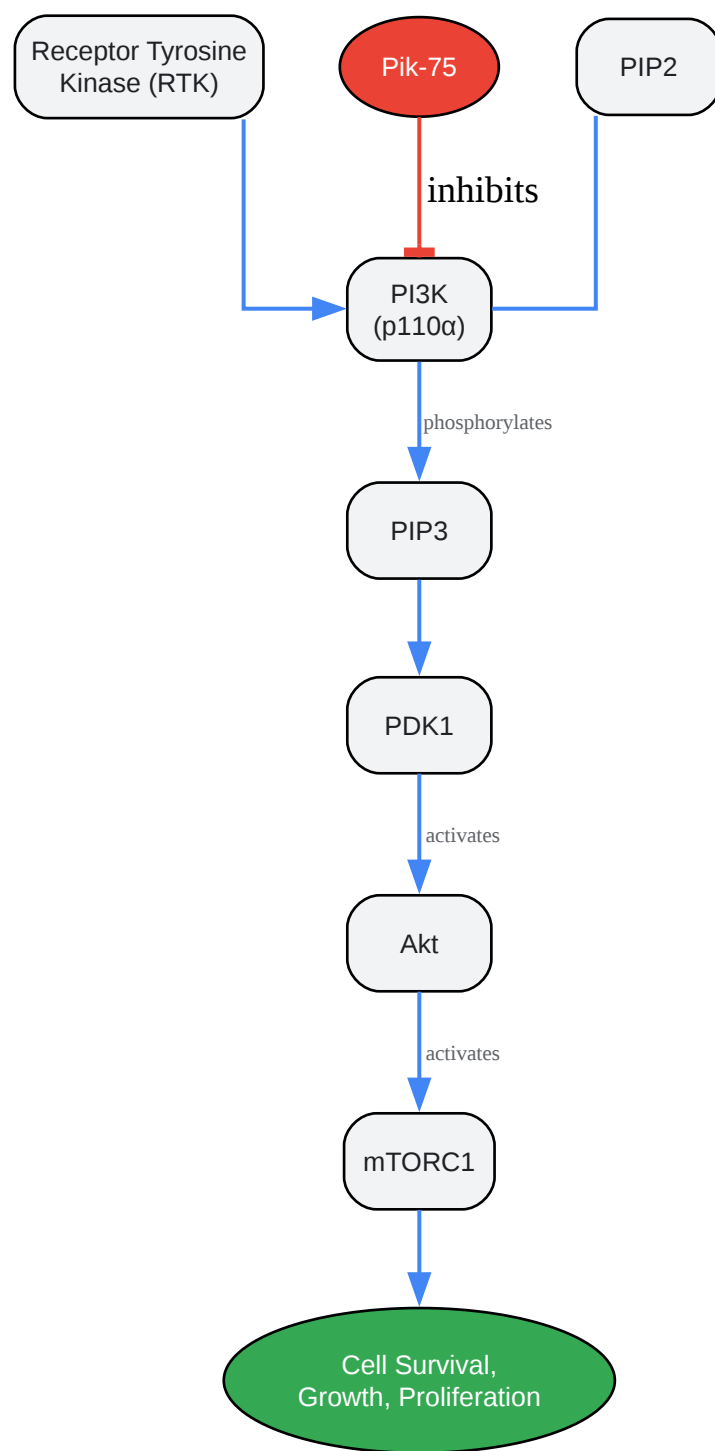 Receptor Tyrosine
Kinase (RTK)
Pik-75
PIP2
inhibits
PI3K
(p110α)
phosphorylates
PIP3
PDK1
activates
Akt
activates
mTORC1
Cell Survival,
Growth, Proliferation